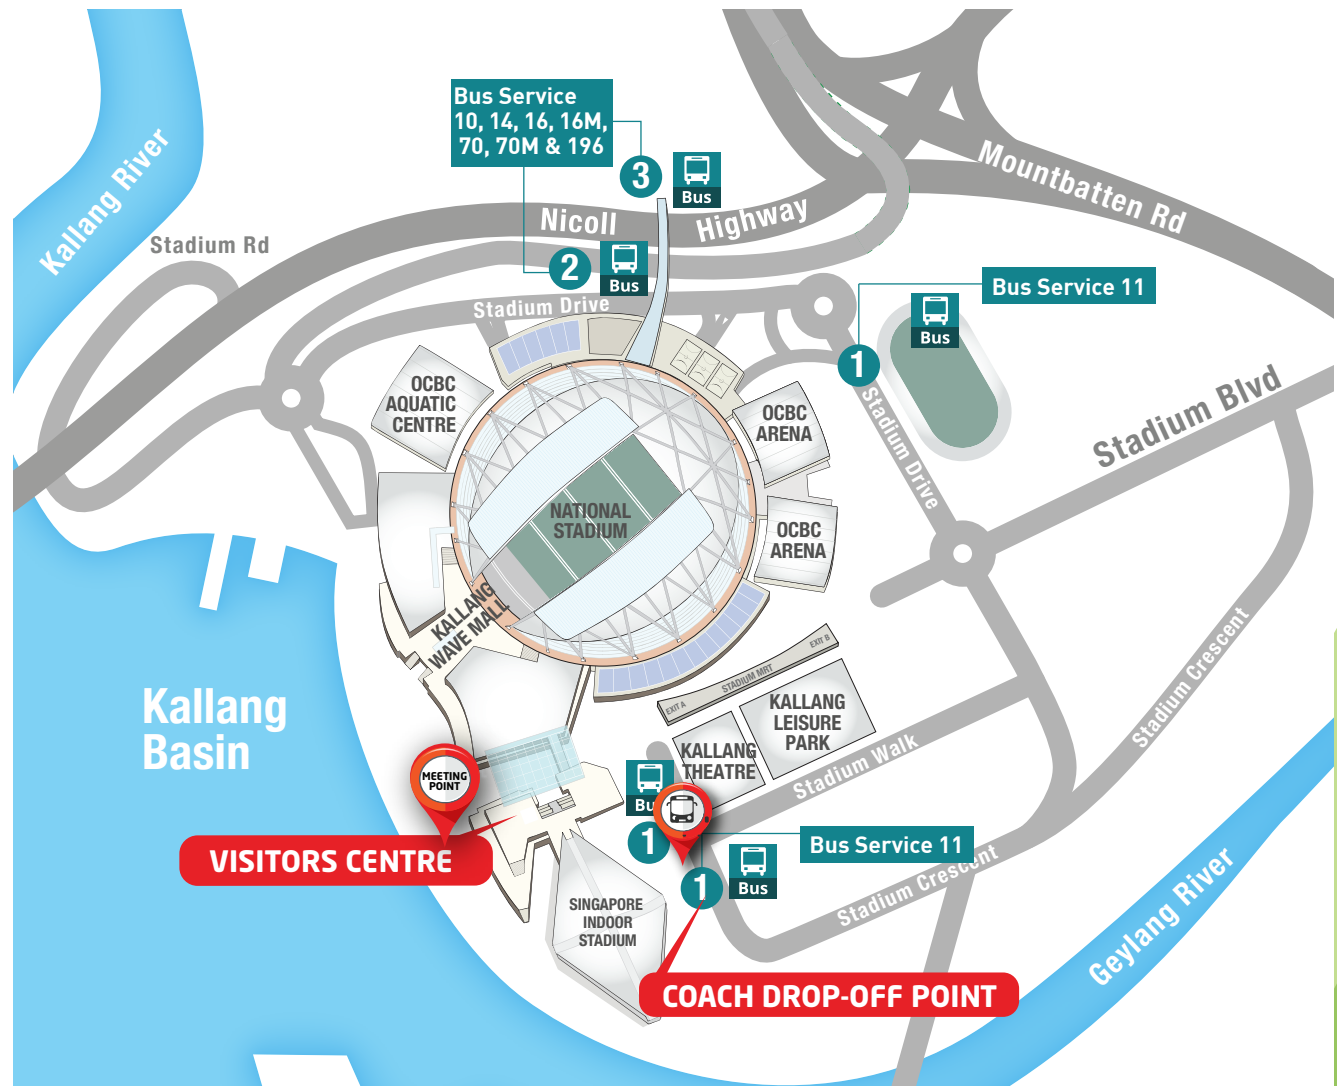 Bus Service
10, 14, 16, 16M,
70, 70M & 196
3
Bus
Mountbatten Rd
Kallang River
Nicoll Highway
Stadium Rd
2
Bus
Bus Service 11
Stadium Drive
Bus
1
OCBC
AQUATIC
CENTRE
OCBC
ARENA
Stadium Blvd
Stadium Drive
NATIONAL
STADIUM
OCBC
ARENA
KALLANG
WAVE MALL
EXIT B
STADIUM MRT
EXIT A
Stadium Crescent
Kallang
Basin
KALLANG
LEISURE
PARK
KALLANG
THEATRE
Stadium Walk
MEETING
POINT
Bu
1
VISITORS CENTRE
Bus Service 11
1
Bus
Stadium Crescent
SINGAPORE
INDOOR
STADIUM
Geylang River
COACH DROP-OFF POINT